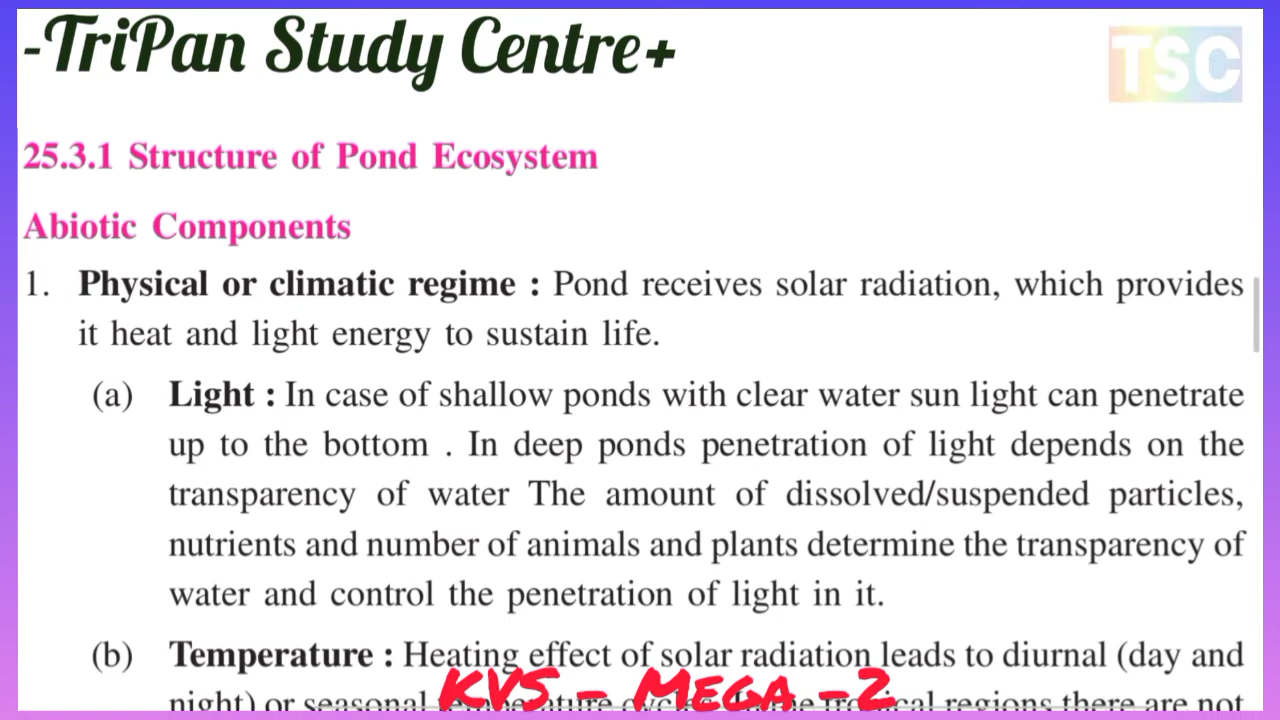 -TriPan Study Centre+
TSC
25.3.1 Structure of Pond Ecosystem
Abiotic Components
1. Physical or climatic regime : Pond receives solar radiation, which provides
it heat and light energy to sustain life.
(a) Light : In case of shallow ponds with clear water sun light can penetrate
up to the bottom . In deep ponds penetration of light depends on the
transparency of water The amount of dissolved/suspended particles,
nutrients and number of animals and plants determine the transparency of
water and control the penetration of light in it.
(b) Temperature : Heating effect of solar radiation leads to diurnal (day and
night) or seasonal regions there are not
KVS - MEGA -2